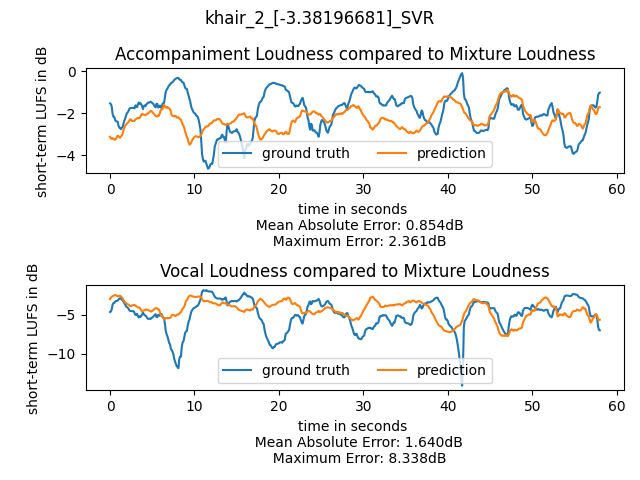 khair_2_[-3.38196681]_SVR
Accompaniment Loudness compared to Mixture Loudness
short-term LUFS in dB
0
−2
−4
ground truth
prediction
0 10 20 30 40 50 60
time in seconds
Mean Absolute Error: 0.854dB
Maximum Error: 2.361dB
Vocal Loudness compared to Mixture Loudness
short-term LUFS in dB
−5
−10
ground truth
prediction
0 10 20 30 40 50 60
time in seconds
Mean Absolute Error: 1.640dB
Maximum Error: 8.338dB